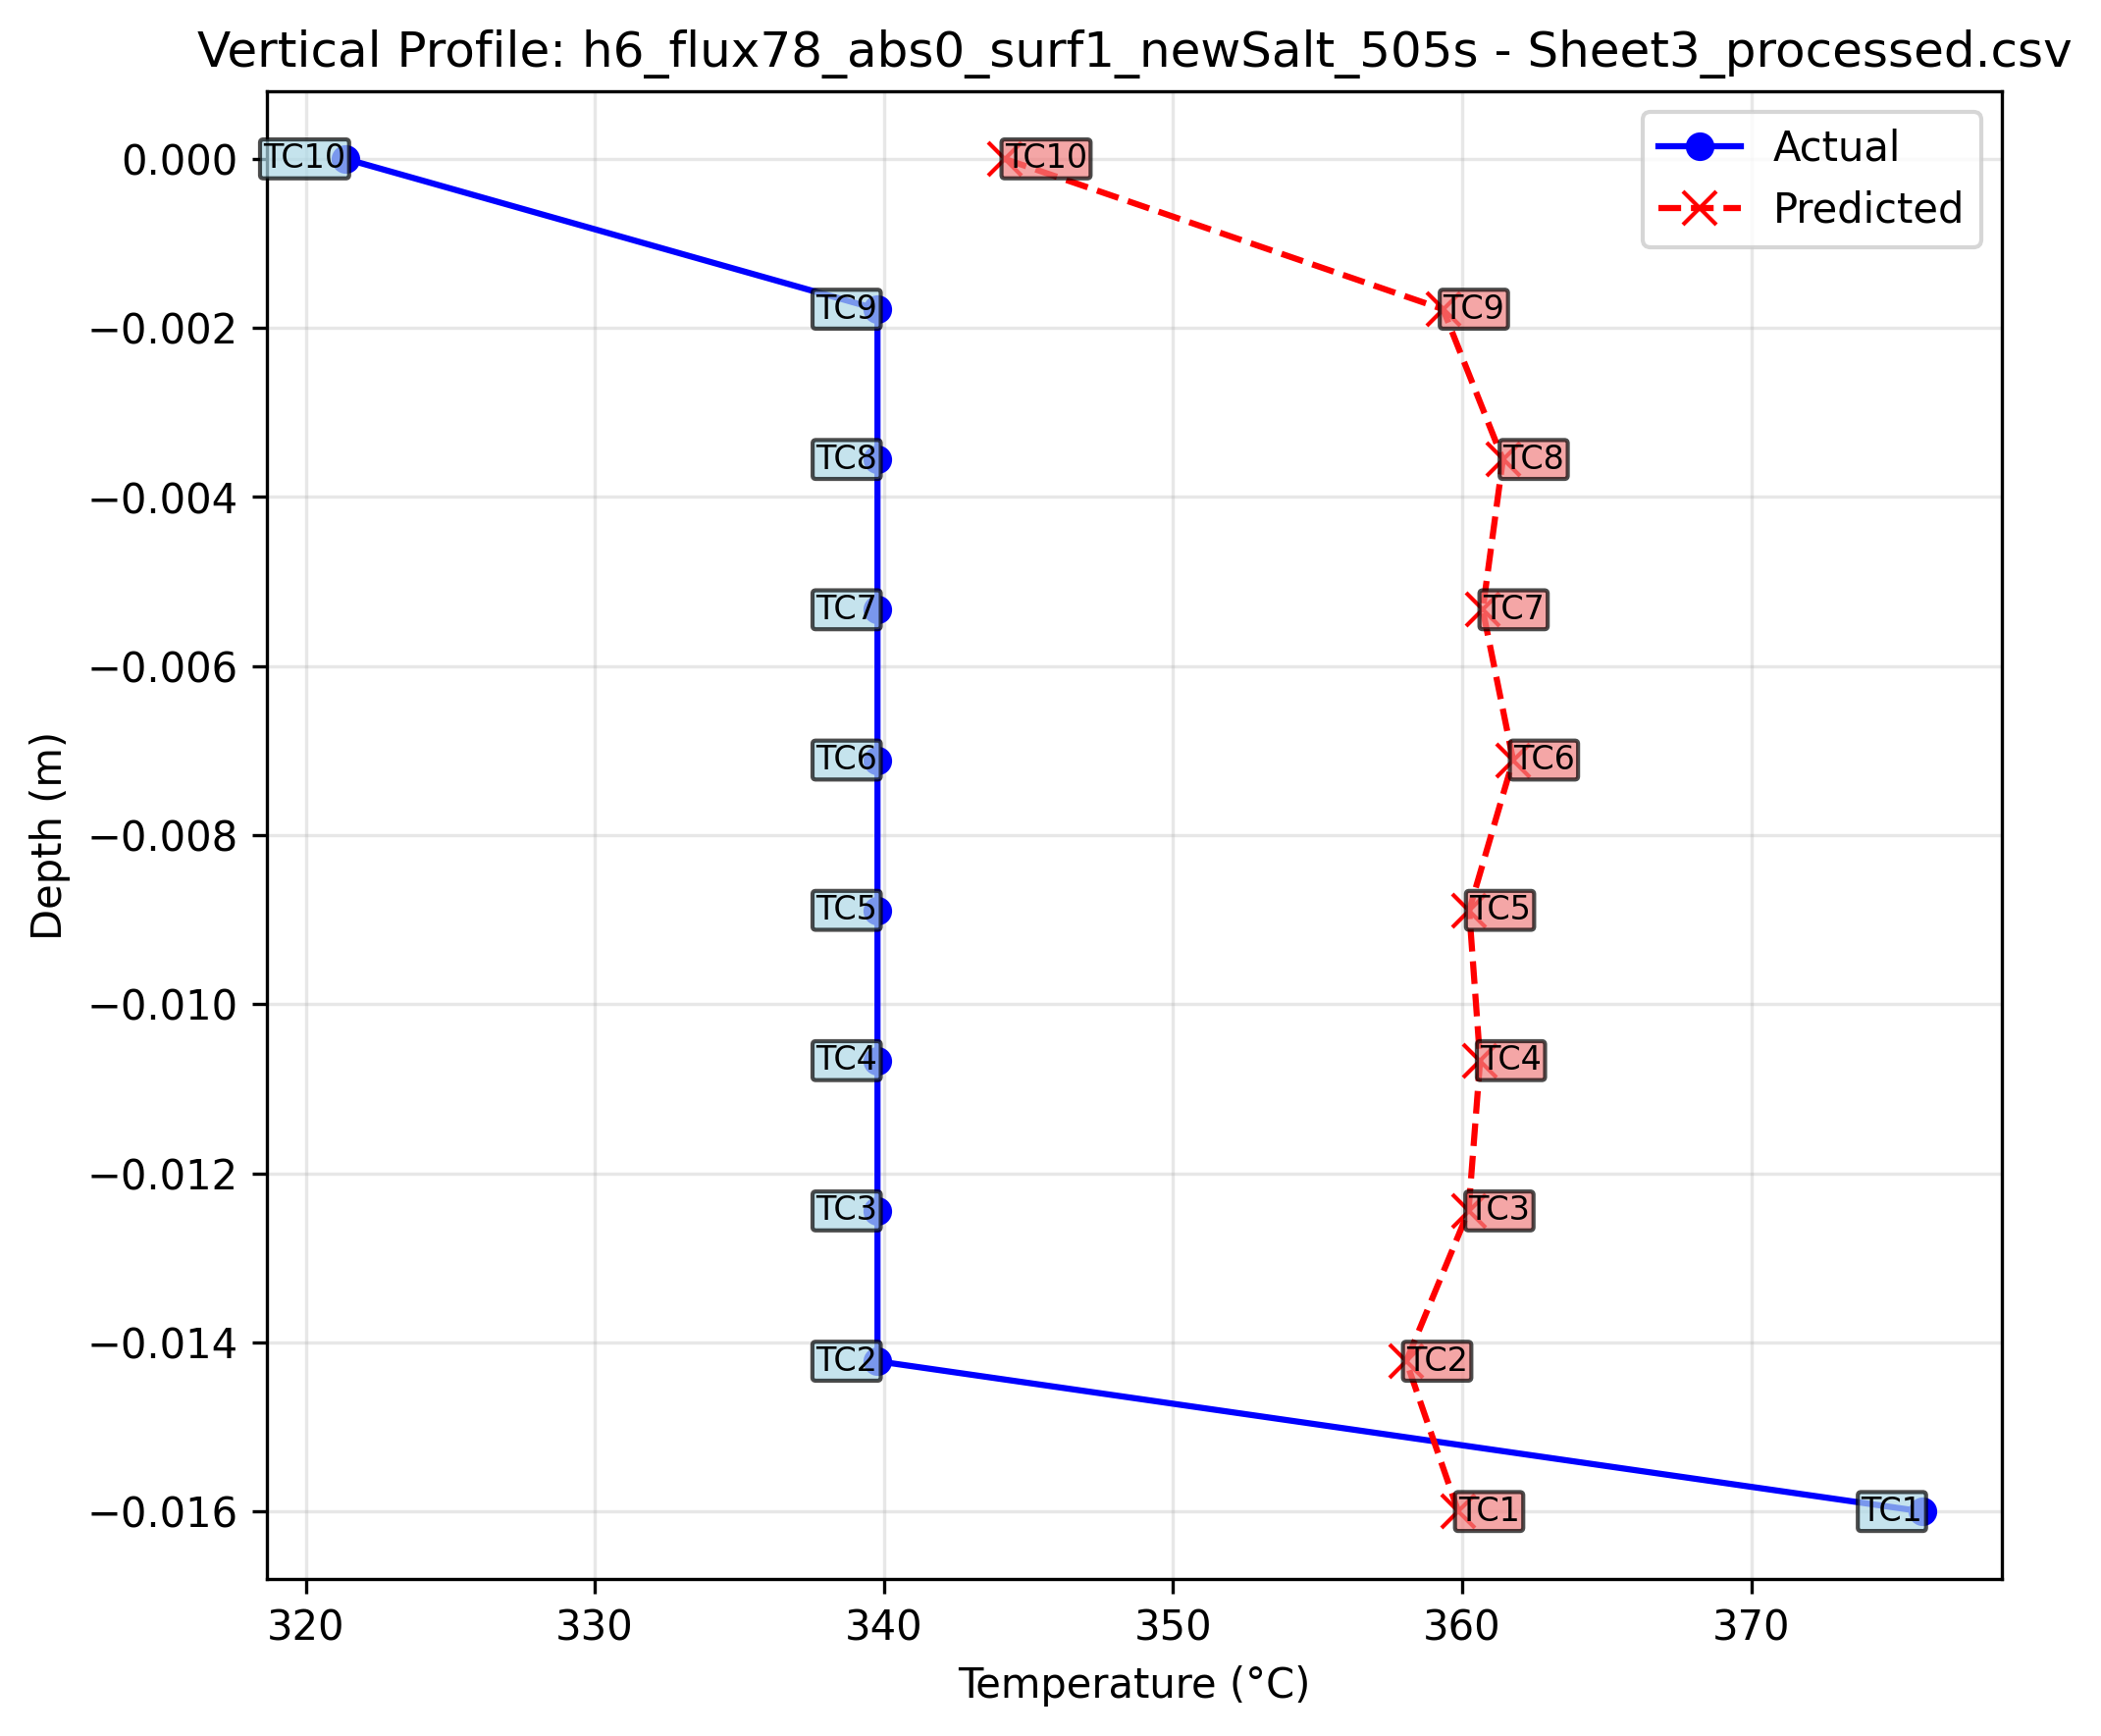 Vertical Profile: h6_flux78_abs0_surf1_newSalt_505s - Sheet3_processed.csv
Actual
Predicted
0.000
−0.002
−0.004
−0.006
−0.008
−0.010
−0.012
−0.014
−0.016
Depth (m)
TC10
TC10
TC9
TC9
TC8
TC8
TC7
TC7
TC6
TC6
TC5
TC5
TC4
TC4
TC3
TC3
TC2
TC2
TC1
TC1
320
330
340
350
360
370
Temperature (°C)